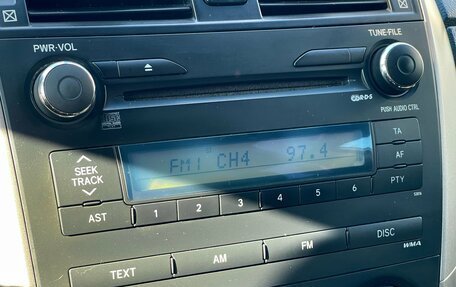 PWR•VOL
TUNE•FILE
R•D•S
PUSH AUDIO CTRL
SEEK
TRACK
FM1 CH4 97.4
TA
AF
PTY
AST
1 2 3 4 5 6
DISC
WMA
TEXT
AM
FM